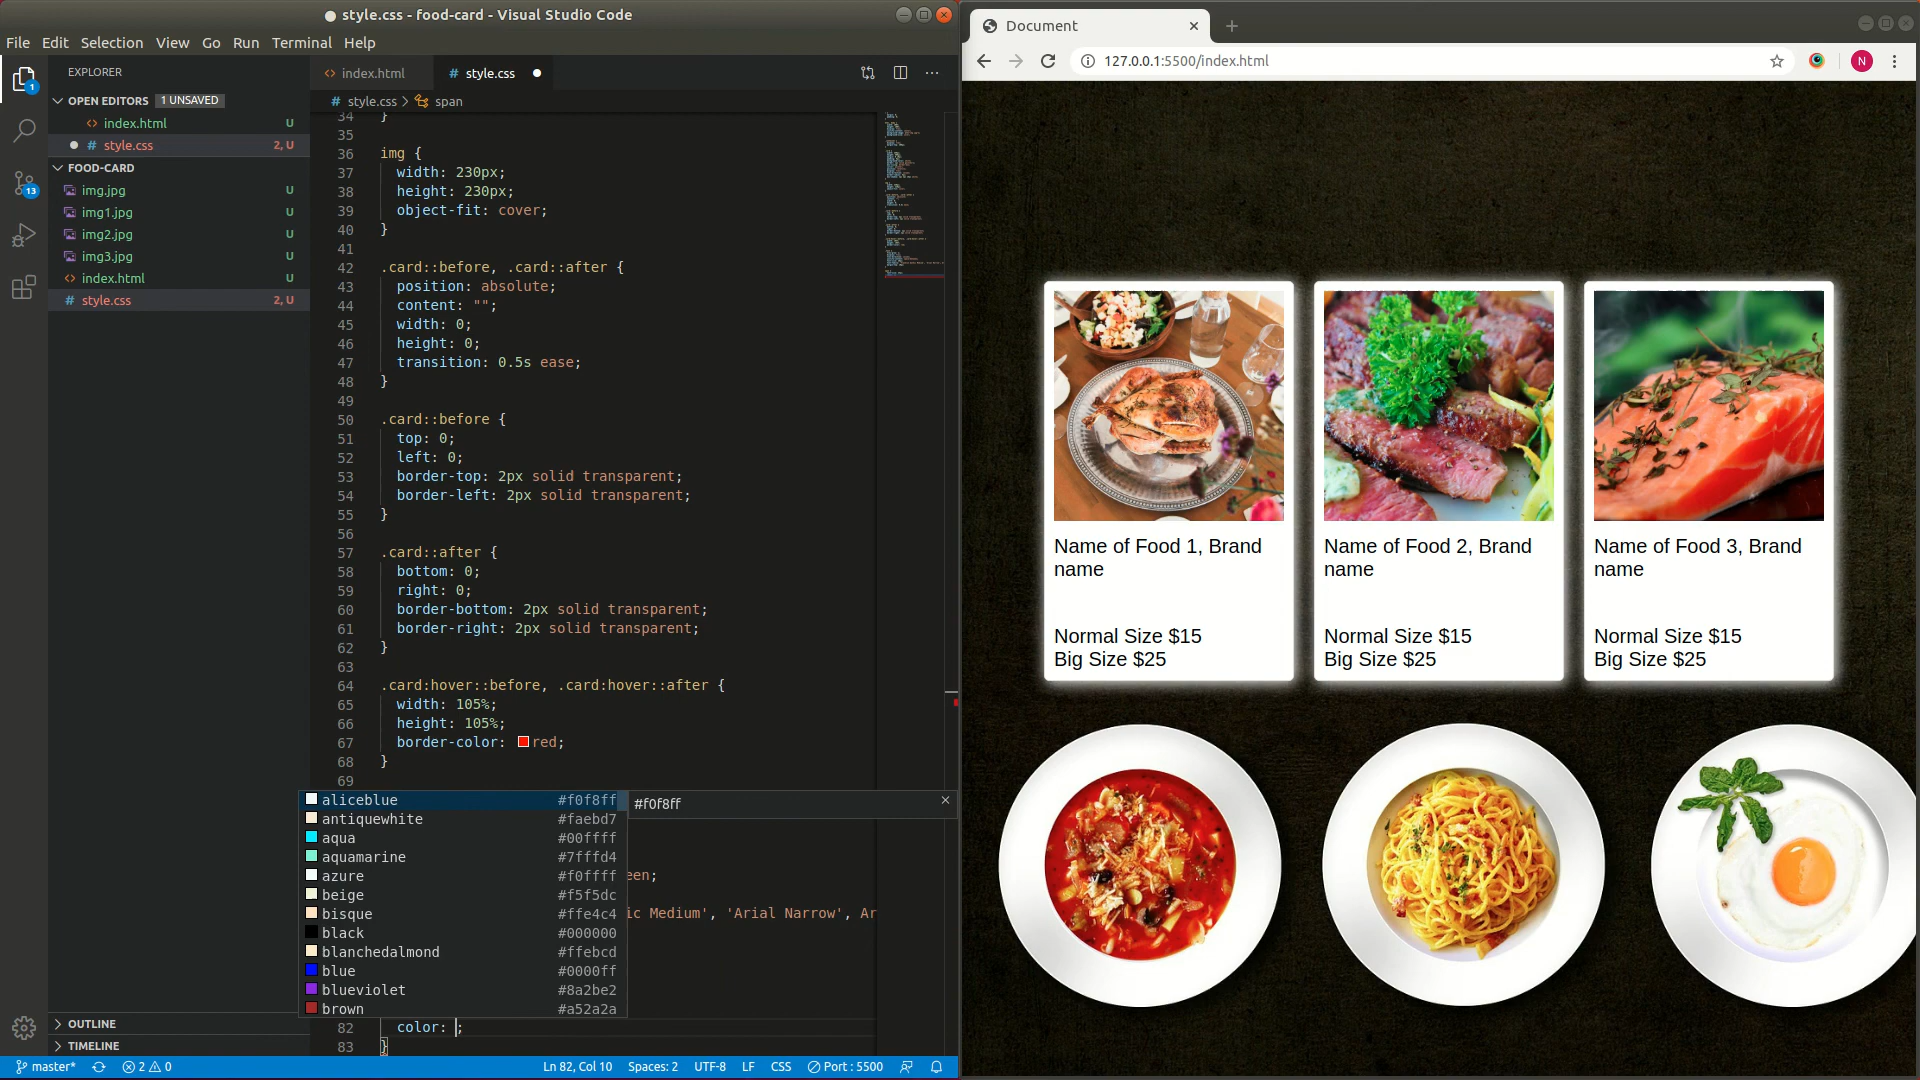 style.css - food-card - Visual Studio Code
File Edit Selection View Go Run Terminal Help
EXPLORER
OPEN EDITORS 1 UNSAVED
index.html U
style.css 2, U
FOOD-CARD
img.jpg U
img1.jpg U
img2.jpg U
img3.jpg U
index.html U
style.css 2, U
OUTLINE
TIMELINE
1
13
index.html
# style.css
# style.css > span
34 }
35
36 img {
37 width: 230px;
38 height: 230px;
39 object-fit: cover;
40 }
41
42 .card::before, .card::after {
43 position: absolute;
44 content: "";
45 width: 0;
46 height: 0;
47 transition: 0.5s ease;
48 }
49
50 .card::before {
51 top: 0;
52 left: 0;
53 border-top: 2px solid transparent;
54 border-left: 2px solid transparent;
55 }
56
57 .card::after {
58 bottom: 0;
59 right: 0;
60 border-bottom: 2px solid transparent;
61 border-right: 2px solid transparent;
62 }
63
64 .card:hover::before, .card:hover::after {
65 width: 105%;
66 height: 105%;
67 border-color: red;
68 }
69
aliceblue #f0f8ff
#f0f8ff
antiquewhite #faebd7
aqua #00ffff
aquamarine #7fffd4
een;
azure #f0ffff
beige #f5f5dc
bisque #ffe4c4
ic Medium', 'Arial Narrow', Ar
black #000000
blanchedalmond #ffebcd
blue #0000ff
blueviolet #8a2be2
brown #a52a2a
82 color: ;
83 }
master* 2 0 Ln 82, Col 10 Spaces: 2 UTF-8 LF CSS Port : 5500
Document
127.0.0.1:5500/index.html
N
Name of Food 1, Brand
name
Normal Size $15
Big Size $25
Name of Food 2, Brand
name
Normal Size $15
Big Size $25
Name of Food 3, Brand
name
Normal Size $15
Big Size $25